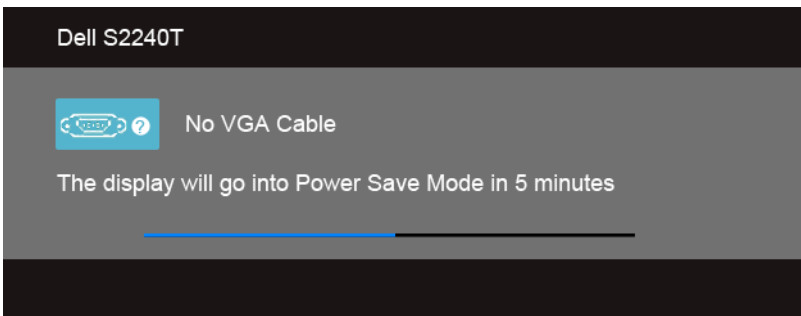 Dell S2240T
No VGA Cable
The display will go into Power Save Mode in 5 minutes